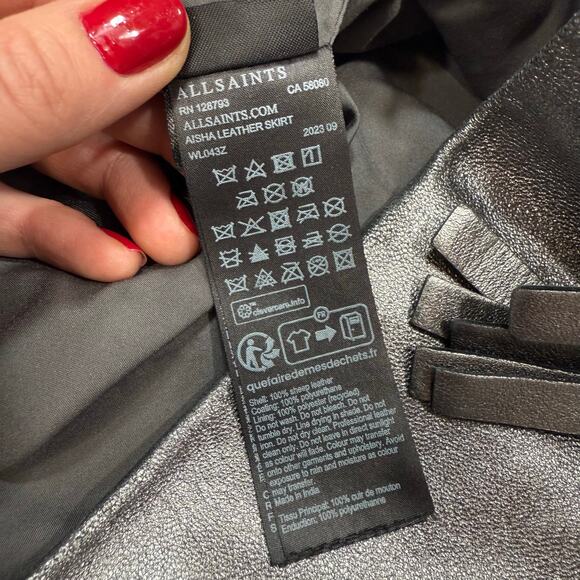 ALLSAINTS
RN 128793
CA 58060
ALLSAINTS.COM
AISHA LEATHER SKIRT
WL043Z
2023 09
clevercare.info
FR
quefairedemesdechets.fr
Shell: 100% sheep leather
Coating: 100% polyurethane
Lining: 100% polyester (recycled)
Do not wash. Do not bleach. Do not
tumble dry. Line drying in shade. Do not
iron. Do not dry clean. Professional leather
clean only. Do not leave in direct sunlight
as colour will fade. Colour may transfer
onto other garments and upholstery. Avoid
E exposure to rain and moisture as colour
C may transfer.
R Made in India
F Tissu Principal: 100% cuir de mouton
S Enduction: 100% polyurethane